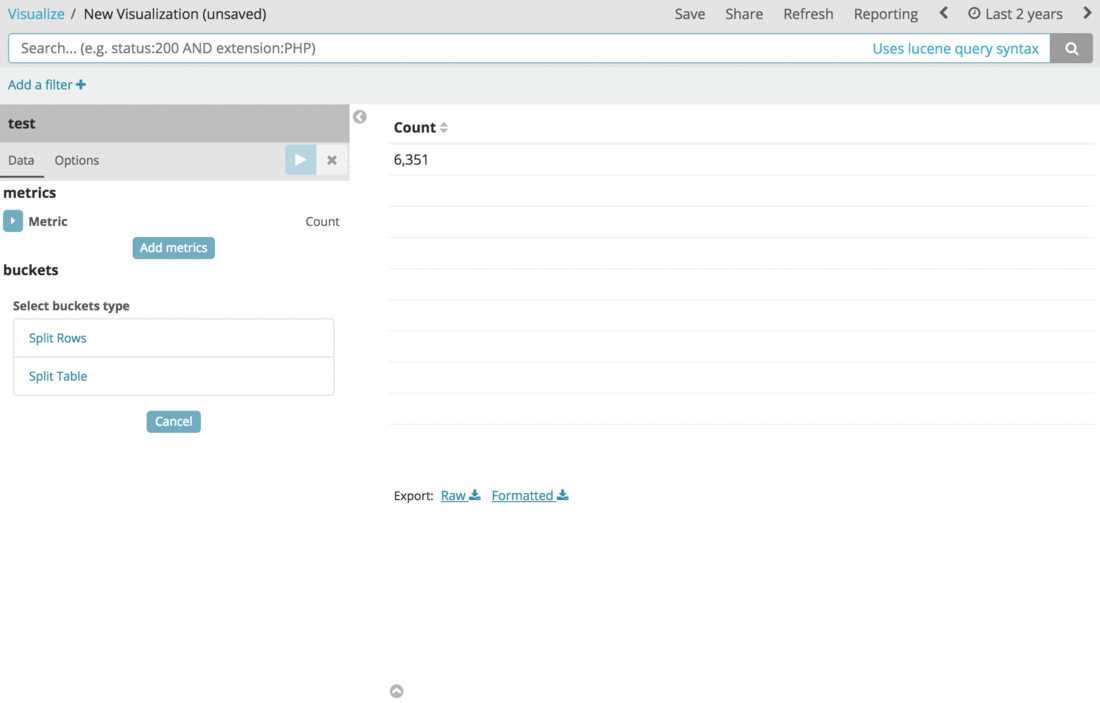 Visualize / New Visualization (unsaved) Save Share Refresh Reporting Last 2 years
Search... (e.g. status:200 AND extension:PHP) Uses lucene query syntax
Add a filter +
test
Data Options
metrics
Metric Count
Add metrics
buckets
Select buckets type
Split Rows
Split Table
Cancel
Count
6,351
Export: Raw Formatted